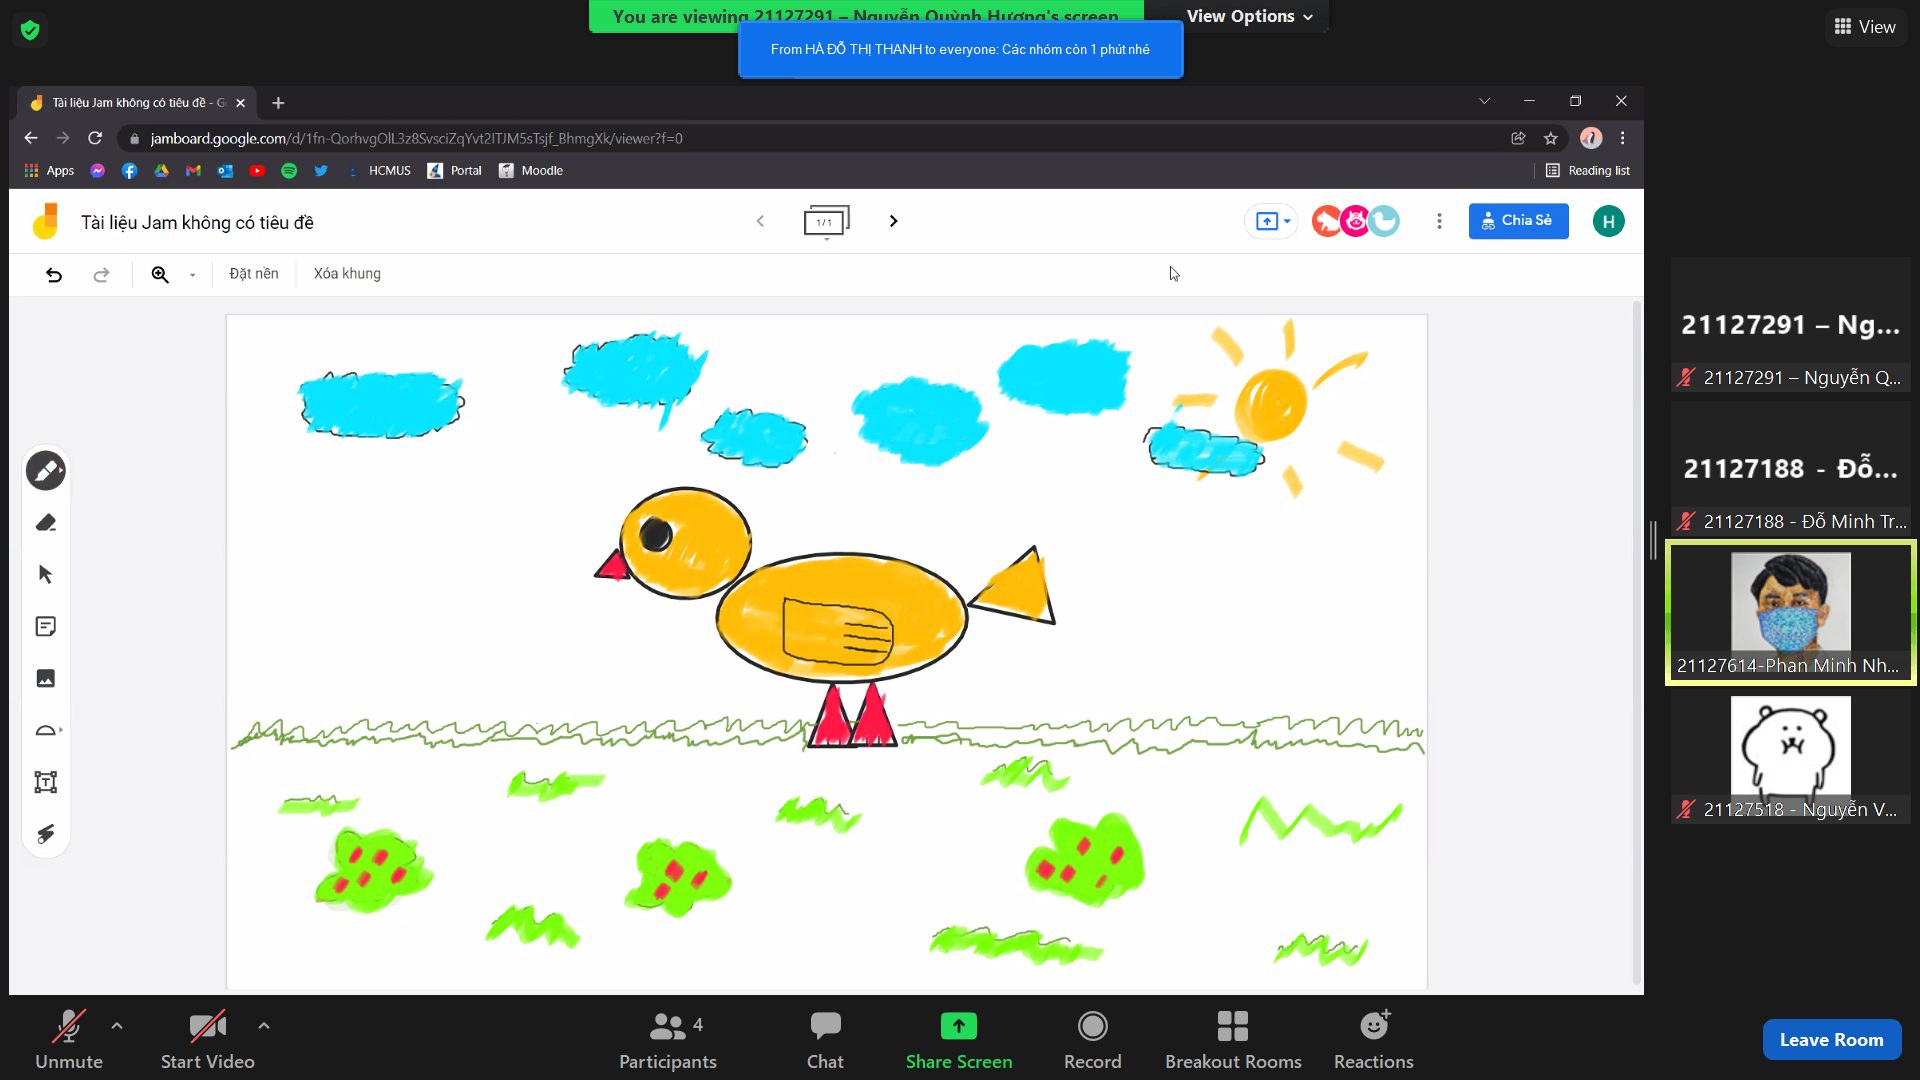 You are viewing 21127291 – Nguyễn Quỳnh Hương's screen
View Options
View
From HÀ ĐỖ THỊ THANH to everyone: Các nhóm còn 1 phút nhé
Tài liệu Jam không có tiêu đề - G
jamboard.google.com/d/1fn-QorhvgOlL3z8SvsciZqYvt2ITJM5sTsjf_BhmgXk/viewer?f=0
Apps
HCMUS
Portal
Moodle
Reading list
Tài liệu Jam không có tiêu đề
1/1
Chia Sẻ
H
Đặt nền
Xóa khung
21127291 – Ng...
21127291 – Nguyễn Q...
21127188 - Đỗ...
21127188 - Đỗ Minh Tr...
21127614-Phan Minh Nh...
21127518 - Nguyễn V...
Unmute
Start Video
Participants
4
Chat
Share Screen
Record
Breakout Rooms
Reactions
Leave Room